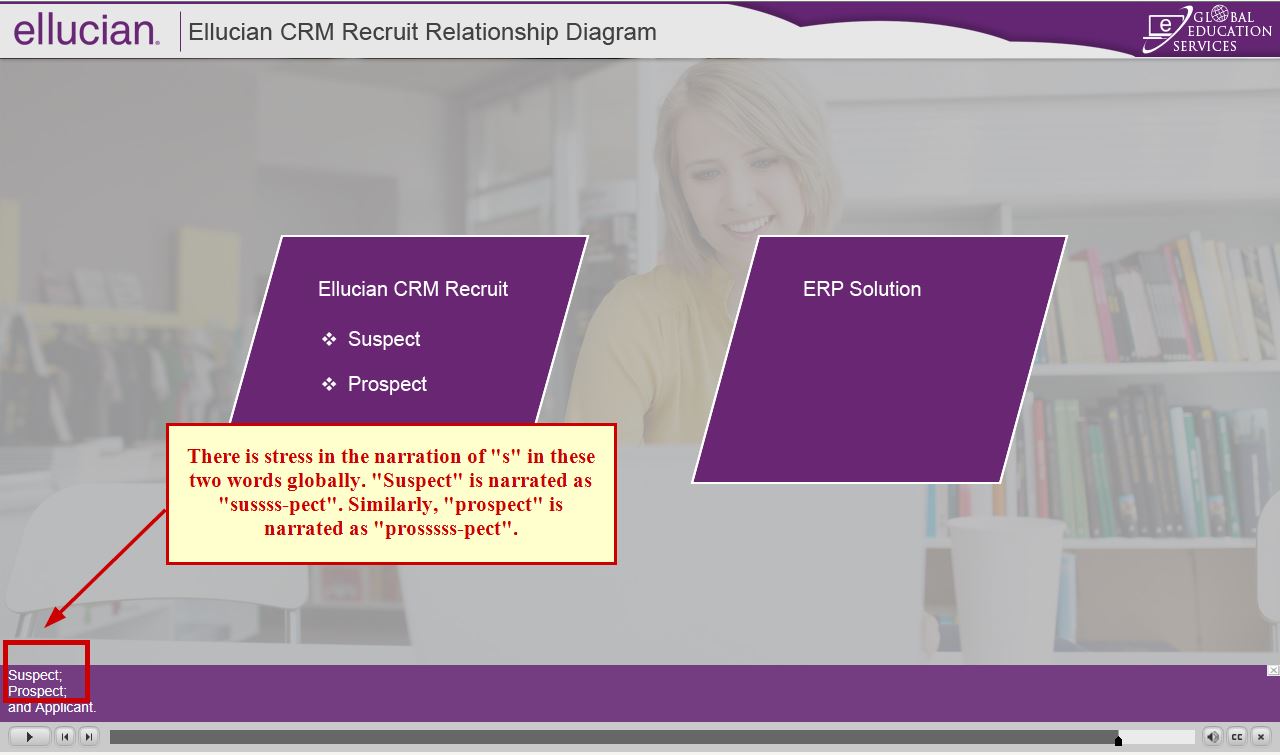 ellucian.
Ellucian CRM Recruit Relationship Diagram
e
GLOBAL
EDUCATION
SERVICES
Ellucian CRM Recruit
❖ Suspect
❖ Prospect
ERP Solution
There is stress in the narration of "s" in these
two words globally. "Suspect" is narrated as
"sussss-pect". Similarly, "prospect" is
narrated as "prosssss-pect".
Suspect;
Prospect;
and Applicant.
CC